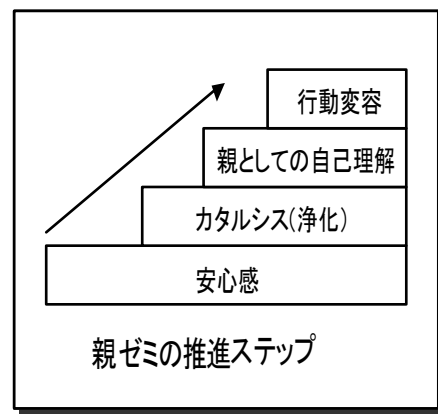 行動変容
親としての自己理解
カタルシス(浄化)
安心感
親ゼミの推進ステップ